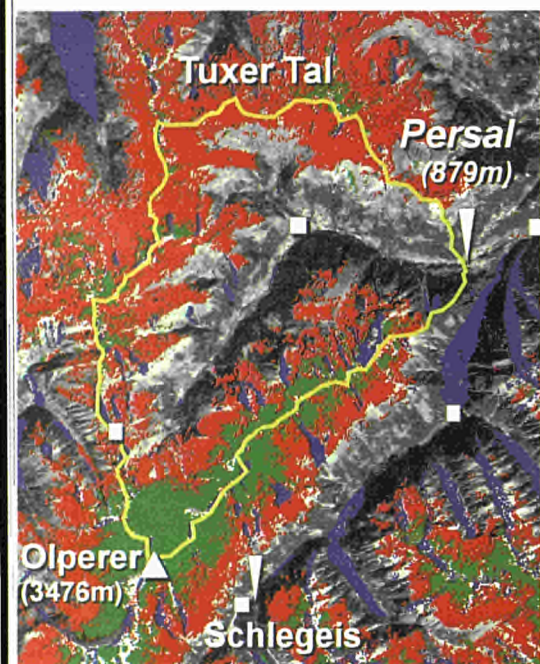 Tuxer Tal
Persal
(879m)
Olperer
(3476m)
Schlegeis